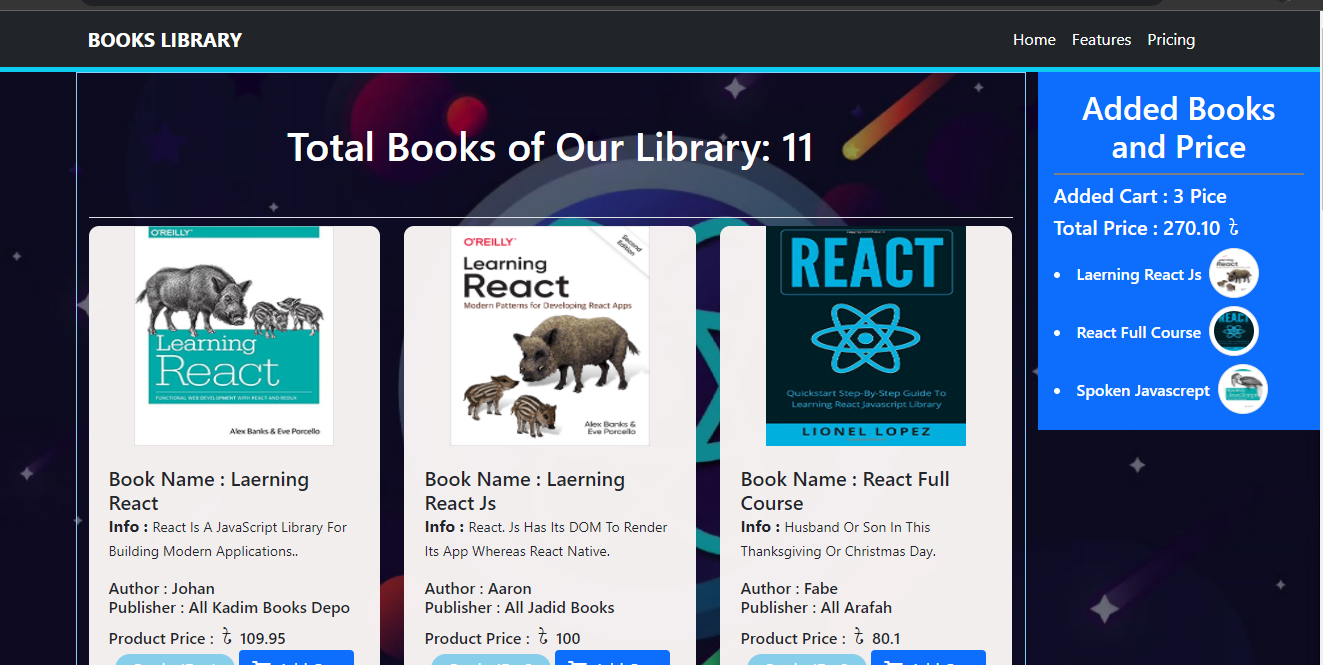 BOOKS LIBRARY
Home Features Pricing
Total Books of Our Library: 11
O'REILLY
Learning
React
FUNCTIONAL WEB DEVELOPMENT WITH REACT AND REDUX
Alex Banks & Eve Porcello
Book Name : Laerning
React
Info : React Is A JavaScript Library For
Building Modern Applications..
Author : Johan
Publisher : All Kadim Books Depo
Product Price : ৳ 109.95
O'REILLY
Second
Edition
Learning
React
Modern Patterns for Developing React Apps
Alex Banks &
Eve Porcello
Book Name : Laerning
React Js
Info : React. Js Has Its DOM To Render
Its App Whereas React Native.
Author : Aaron
Publisher : All Jadid Books
Product Price : ৳ 100
REACT
Quickstart Step-By-Step Guide To
Learning React Javascript Library
LIONEL LOPEZ
Book Name : React Full
Course
Info : Husband Or Son In This
Thanksgiving Or Christmas Day.
Author : Fabe
Publisher : All Arafah
Product Price : ৳ 80.1
Added Books
and Price
Added Cart : 3 Pice
Total Price : 270.10 ৳
Laerning React Js
React Full Course
Spoken Javascrept